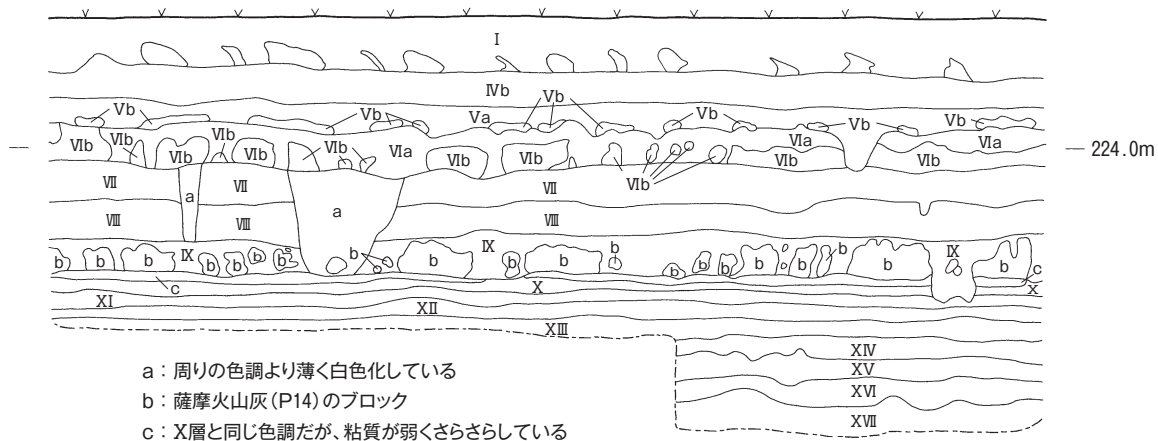 I
Ⅳb
Vb Vb Va Vb Vb Vb Vb
Ⅵb Ⅵb Ⅵb Ⅵb Ⅵb Ⅵb Ⅵa Ⅵb Ⅵb Ⅵb Ⅵa Ⅵb Ⅵb Ⅵa
224.0m
Ⅶ a Ⅶ Ⅶ
Ⅷ Ⅷ a Ⅷ
b b b Ⅸ b b b b b Ⅸ b b b b b b b b b Ⅸ b c
c X X
Ⅺ Ⅻ
XⅢ
XⅣ
XV
XⅥ
XⅦ
a：周りの色調より薄く白色化している
b：薩摩火山灰（P14）のブロック
c：X層と同じ色調だが、粘質が弱くさらさらしている